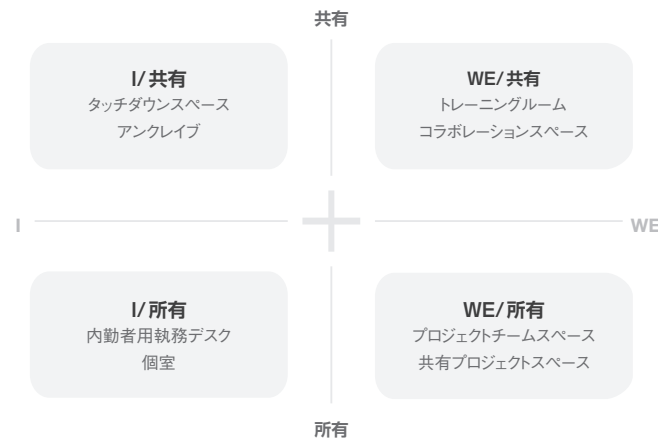 共有
I/共有
タッチダウンスペース
アンクレイブ
WE/共有
トレーニングルーム
コラボレーションスペース
I
WE
I/所有
内勤者用執務デスク
個室
WE/所有
プロジェクトチームスペース
共有プロジェクトスペース
所有